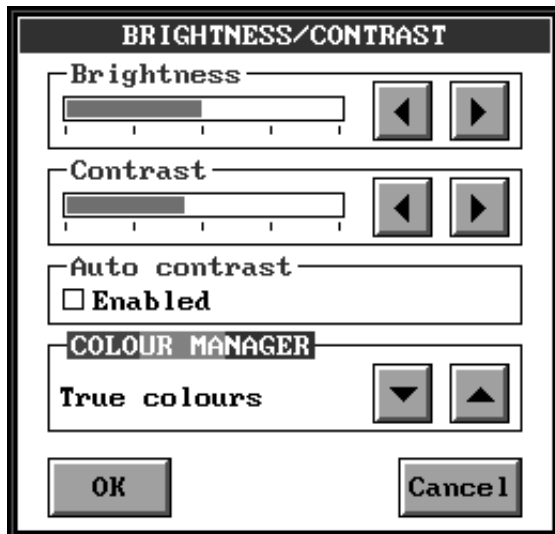 BRIGHTNESS/CONTRAST
Brightness
Contrast
Auto contrast
Enabled
COLOUR MANAGER
True colours
OK
Cancel